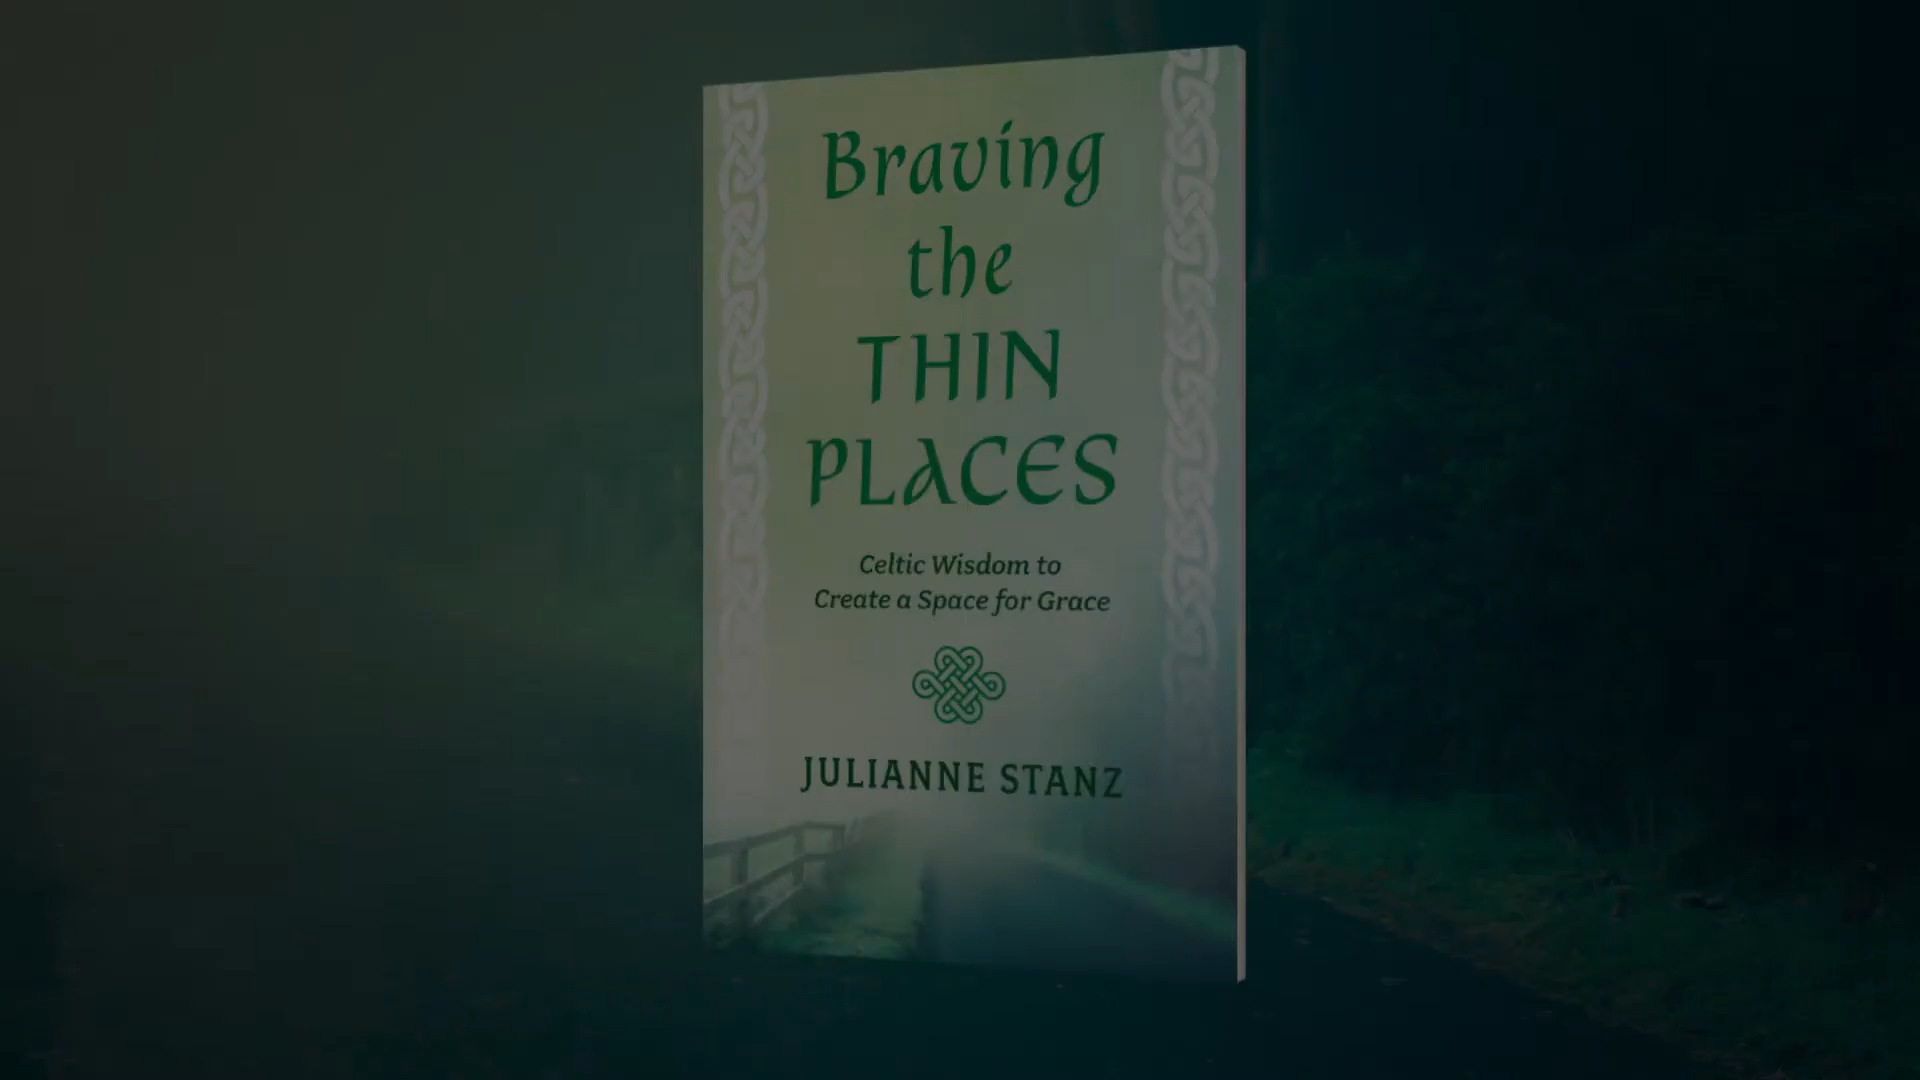 Braving
the
THIN
PLACES
Celtic Wisdom to
Create a Space for Grace
JULIANNE STANZ